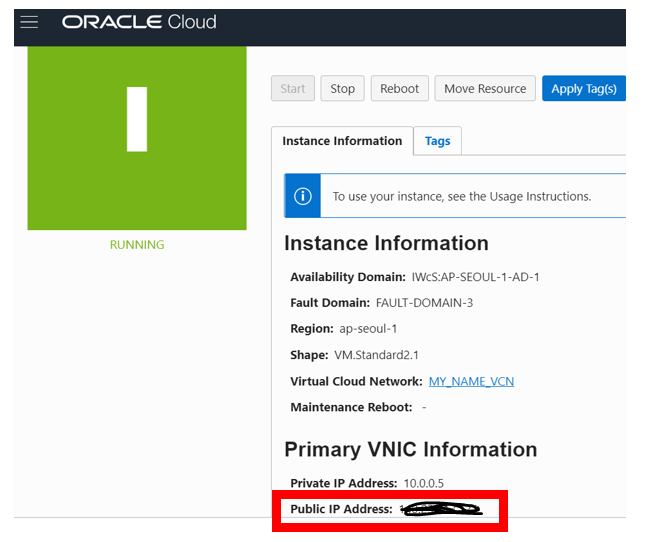 ORACLE Cloud
Start Stop Reboot Move Resource Apply Tag(s)
RUNNING
Instance Information Tags
To use your instance, see the Usage Instructions.
Instance Information
Availability Domain: IWcS:AP-SEOUL-1-AD-1
Fault Domain: FAULT-DOMAIN-3
Region: ap-seoul-1
Shape: VM.Standard2.1
Virtual Cloud Network: MY_NAME_VCN
Maintenance Reboot: -
Primary VNIC Information
Private IP Address: 10.0.0.5
Public IP Address: